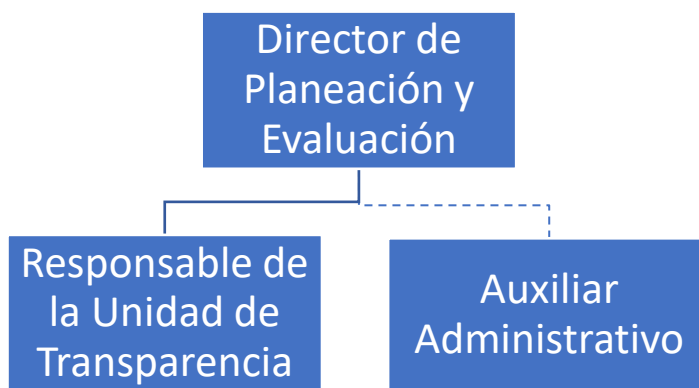 Director de
Planeación y
Evaluación
Responsable de
la Unidad de
Transparencia
Auxiliar
Administrativo